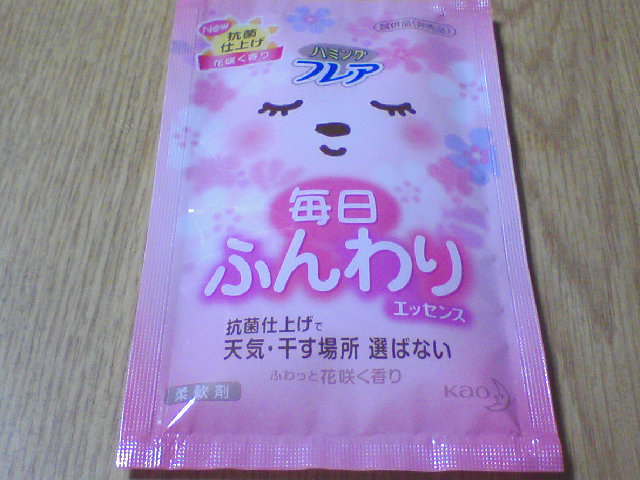 New
抗菌
仕上げ
花咲く香り
試供品(非売品)
ハミング
フレア
毎日
ふんわり
エッセンス
抗菌仕上げで
天気・干す場所 選ばない
ふわっと花咲く香り
柔軟剤
Kao